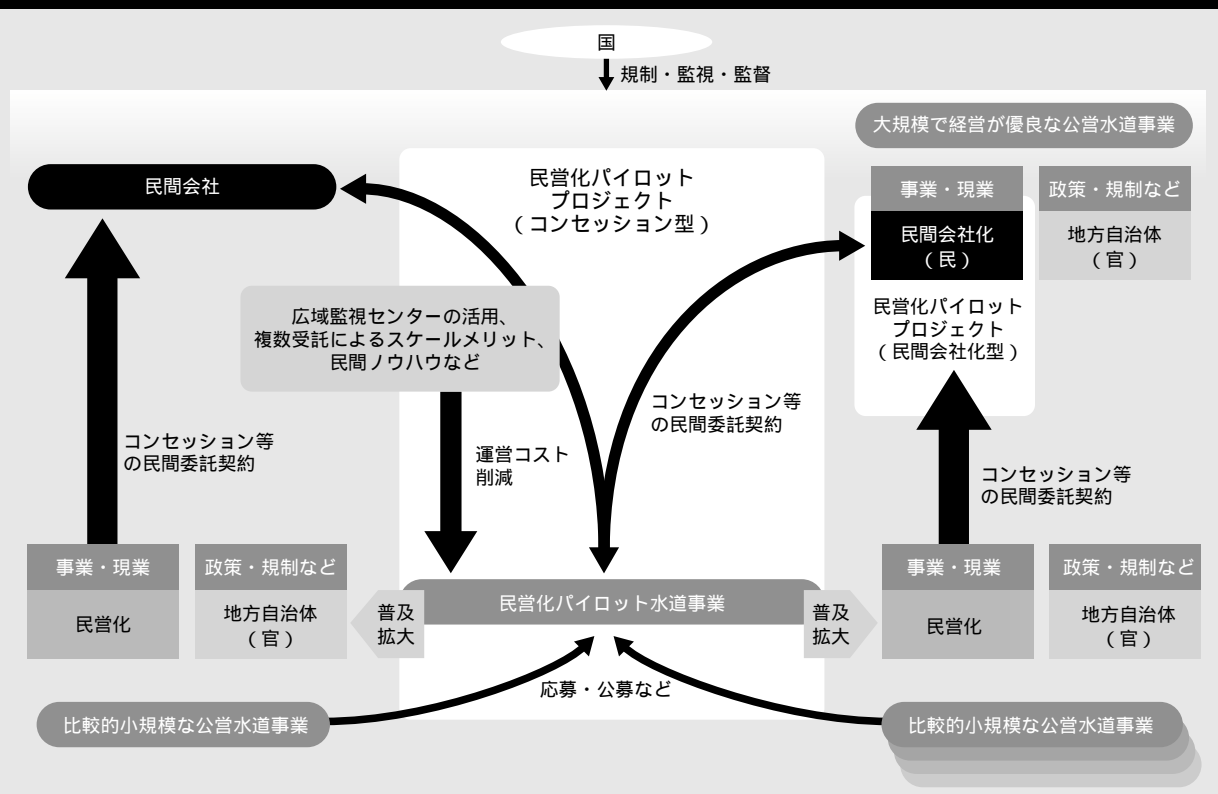 国
規制・監視・監督
大規模で経営が優良な公営水道事業
民間会社
民営化パイロット
プロジェクト
(コンセッション型)
事業・現業
政策・規制など
民間会社化
(民)
地方自治体
(官)
民営化パイロット
プロジェクト
(民間会社化型)
広域監視センターの活用、
複数受託によるスケールメリット、
民間ノウハウなど
コンセッション等
の民間委託契約
運営コスト
削減
コンセッション等
の民間委託契約
コンセッション等
の民間委託契約
事業・現業
政策・規制など
民営化
地方自治体
(官)
普及
拡大
民営化パイロット水道事業
普及
拡大
事業・現業
政策・規制など
民営化
地方自治体
(官)
応募・公募など
比較的小規模な公営水道事業
比較的小規模な公営水道事業